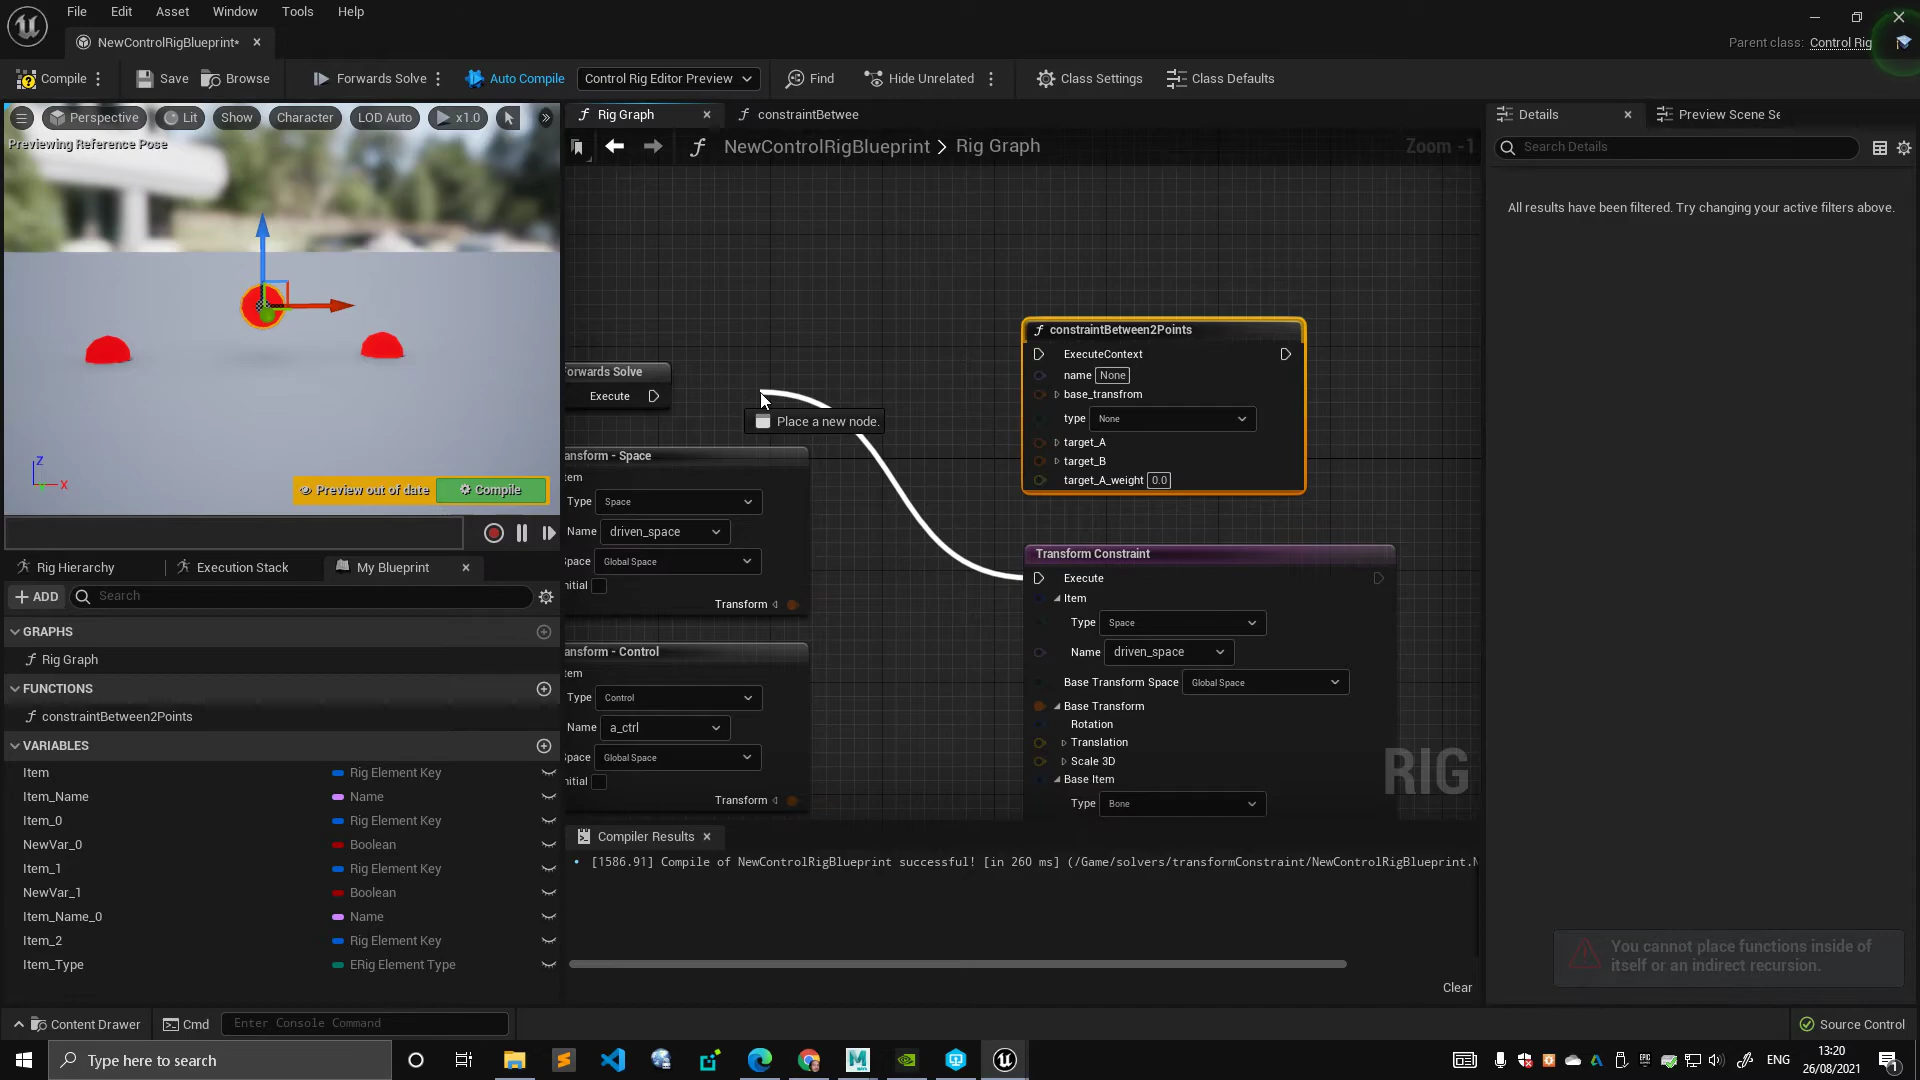 File Edit Asset Window Tools Help
NewControlRigBlueprint*
Parent class: Control Rig
Compile Save Browse Forwards Solve Auto Compile Control Rig Editor Preview Find Hide Unrelated Class Settings Class Defaults
Perspective Lit Show Character LOD Auto x1.0
Previewing Reference Pose
Z
X
Preview out of date Compile
Rig Graph constraintBetwee
NewControlRigBlueprint > Rig Graph
Zoom -1
Forwards Solve
Execute
Place a new node.
ansform - Space
tem
Type Space
Name driven_space
pace Global Space
nitial
Transform
ansform - Control
tem
Type Control
Name a_ctrl
pace Global Space
nitial
Transform
constraintBetween2Points
ExecuteContext
name None
base_transfrom
type None
target_A
target_B
target_A_weight 0.0
Transform Constraint
Execute
Item
Type Space
Name driven_space
Base Transform Space Global Space
Base Transform
Rotation
Translation
Scale 3D
Base Item
Type Bone
RIG
Compiler Results
[1586.91] Compile of NewControlRigBlueprint successful! [in 260 ms] (/Game/solvers/transformConstraint/NewControlRigBlueprint.N
Clear
Details Preview Scene Se
Search Details
All results have been filtered. Try changing your active filters above.
You cannot place functions inside of
itself or an indirect recursion.
Rig Hierarchy Execution Stack My Blueprint
ADD Search
GRAPHS
Rig Graph
FUNCTIONS
constraintBetween2Points
VARIABLES
Item Rig Element Key
Item_Name Name
Item_0 Rig Element Key
NewVar_0 Boolean
Item_1 Rig Element Key
NewVar_1 Boolean
Item_Name_0 Name
Item_2 Rig Element Key
Item_Type ERig Element Type
Content Drawer Cmd Enter Console Command
Source Control
Type here to search
ENG
13:20
26/08/2021